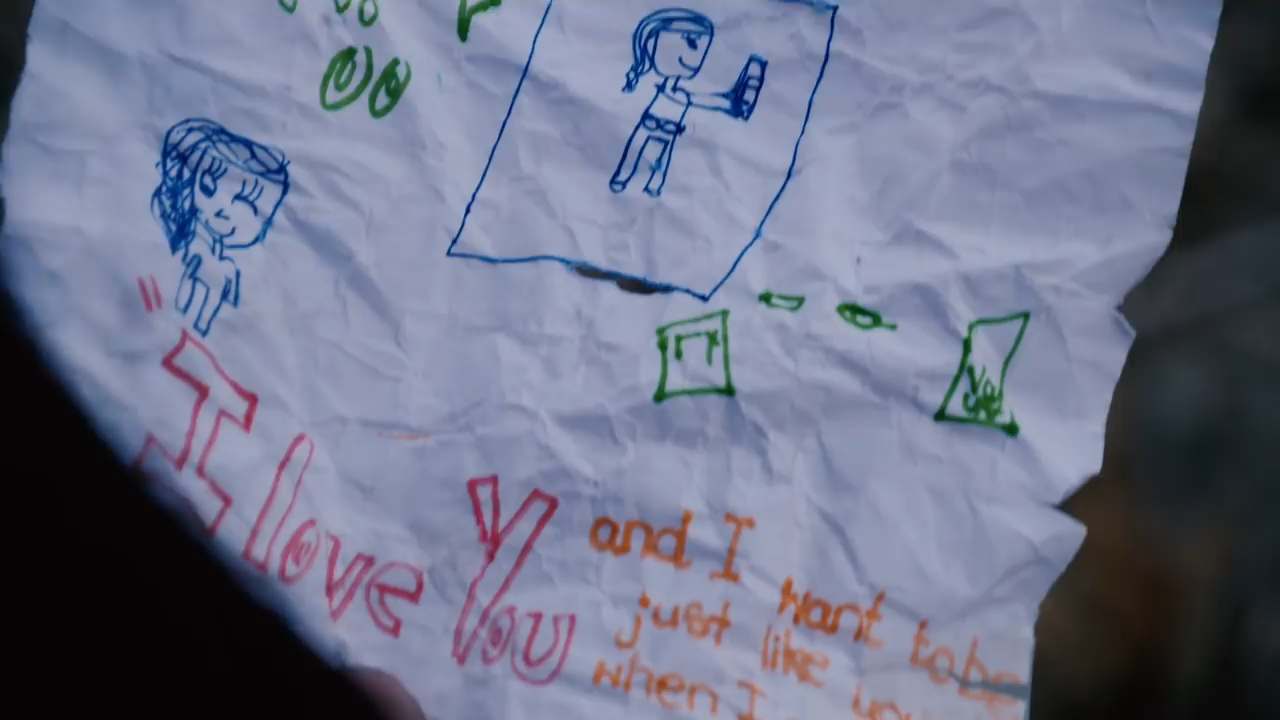 I love You
and I
want to be
just like you
when I